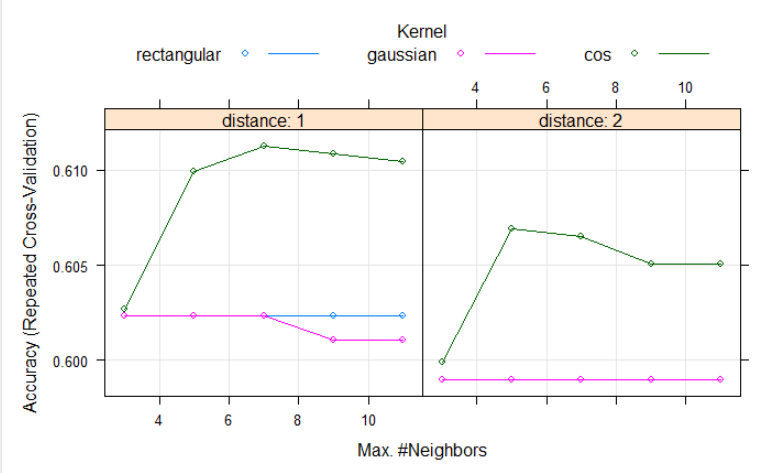 Kernel
rectangular gaussian cos
4 6 8 10
distance: 1 distance: 2
0.610
0.605
0.600
Accuracy (Repeated Cross-Validation)
4 6 8 10
Max. #Neighbors